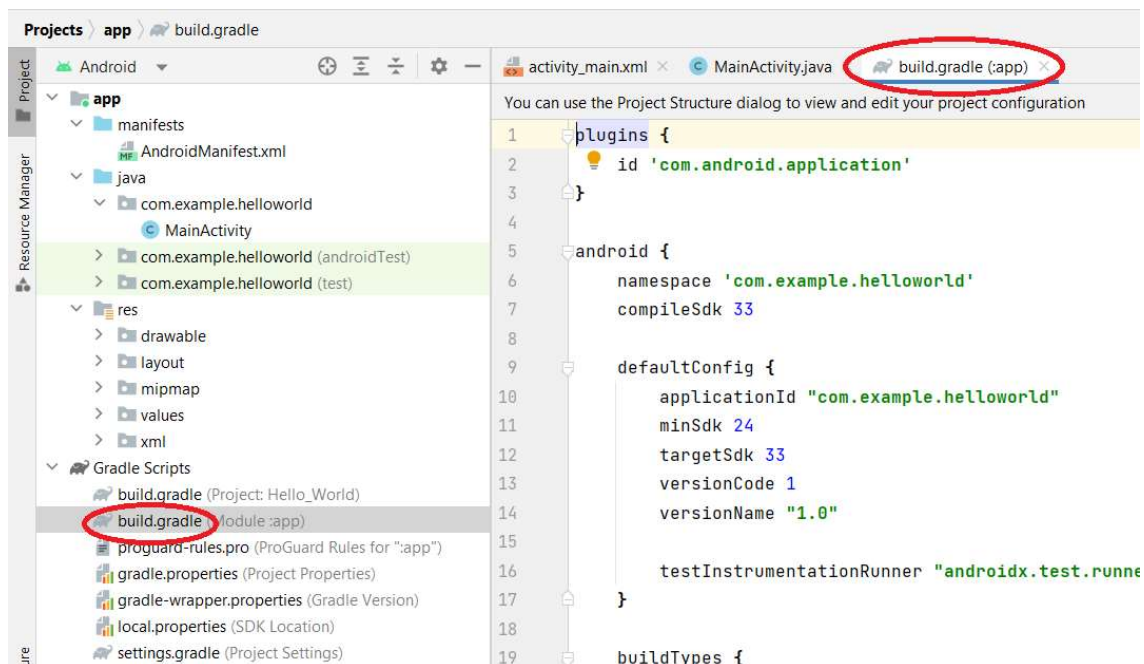 Projects app build.gradle
Project
Resource Manager
Android
app
manifests
AndroidManifest.xml
java
com.example.helloworld
MainActivity
com.example.helloworld (androidTest)
com.example.helloworld (test)
res
drawable
layout
mipmap
values
xml
Gradle Scripts
build.gradle (Project: Hello_World)
build.gradle (Module :app)
proguard-rules.pro (ProGuard Rules for ":app")
gradle.properties (Project Properties)
gradle-wrapper.properties (Gradle Version)
local.properties (SDK Location)
settings.gradle (Project Settings)
activity_main.xml MainActivity.java build.gradle (:app)
You can use the Project Structure dialog to view and edit your project configuration
1 plugins {
2 id 'com.android.application'
3 }
4
5 android {
6 namespace 'com.example.helloworld'
7 compileSdk 33
8
9 defaultConfig {
10 applicationId "com.example.helloworld"
11 minSdk 24
12 targetSdk 33
13 versionCode 1
14 versionName "1.0"
15
16 testInstrumentationRunner "androidx.test.runne
17 }
18
19 buildTypes {